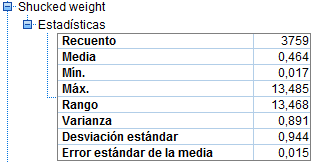 Shucked weight
Estadísticas
Recuento 3759
Media 0,464
Mín. 0,017
Máx. 13,485
Rango 13,468
Varianza 0,891
Desviación estándar 0,944
Error estándar de la media 0,015